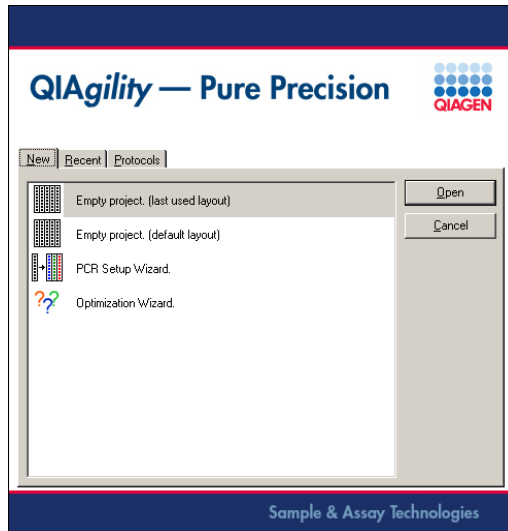 QIAgility — Pure Precision
QIAGEN
New Recent Protocols
Empty project. (last used layout)
Open
Empty project. (default layout)
Cancel
PCR Setup Wizard.
??? Optimization Wizard.
Sample & Assay Technologies